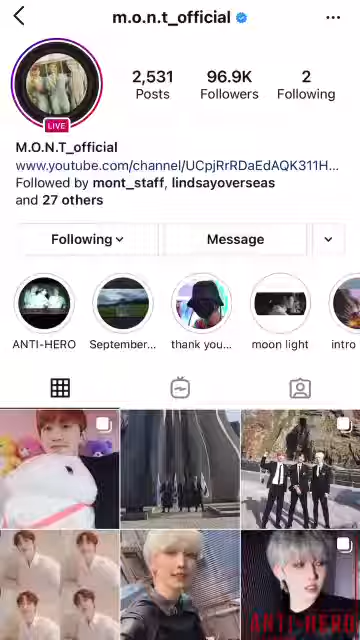 m.o.n.t_official
2,531
96.9K
2
Posts
Followers
Following
LIVE
M.O.N.T_official
www.youtube.com/channel/UCpjRrRDaEdAQK311H...
Followed by mont_staff, lindsayoverseas
and 27 others
Following
Message
ANTI-HERO
September...
thank you...
moon light
intro
ANTI-HERO